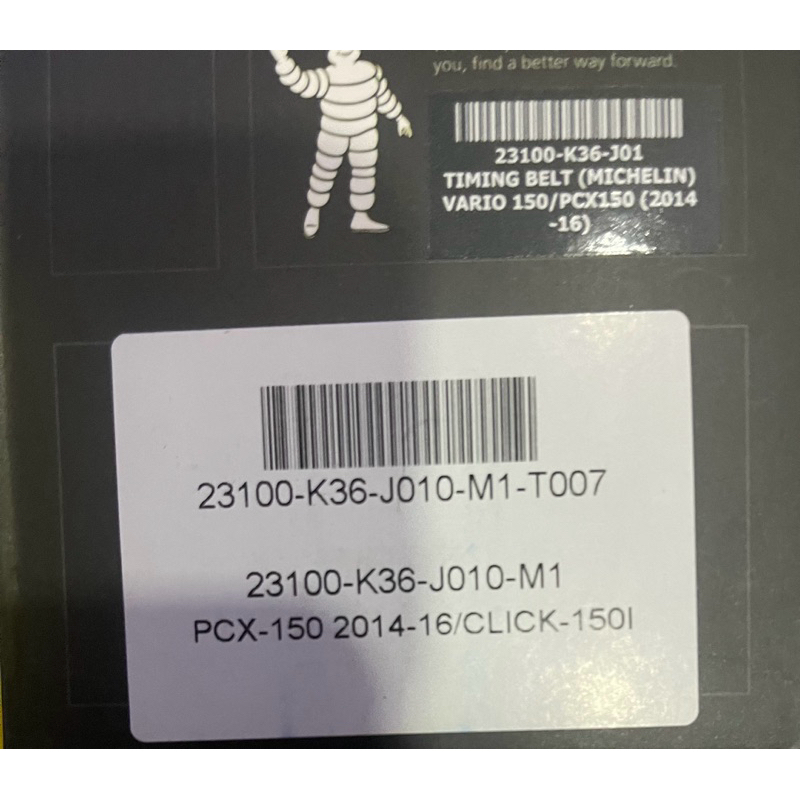 you, find a better way forward.
23100-K36-J01
TIMING BELT (MICHELIN)
VARIO 150/PCX150 (2014
-16)
23100-K36-J010-M1-T007
23100-K36-J010-M1
PCX-150 2014-16/CLICK-150I